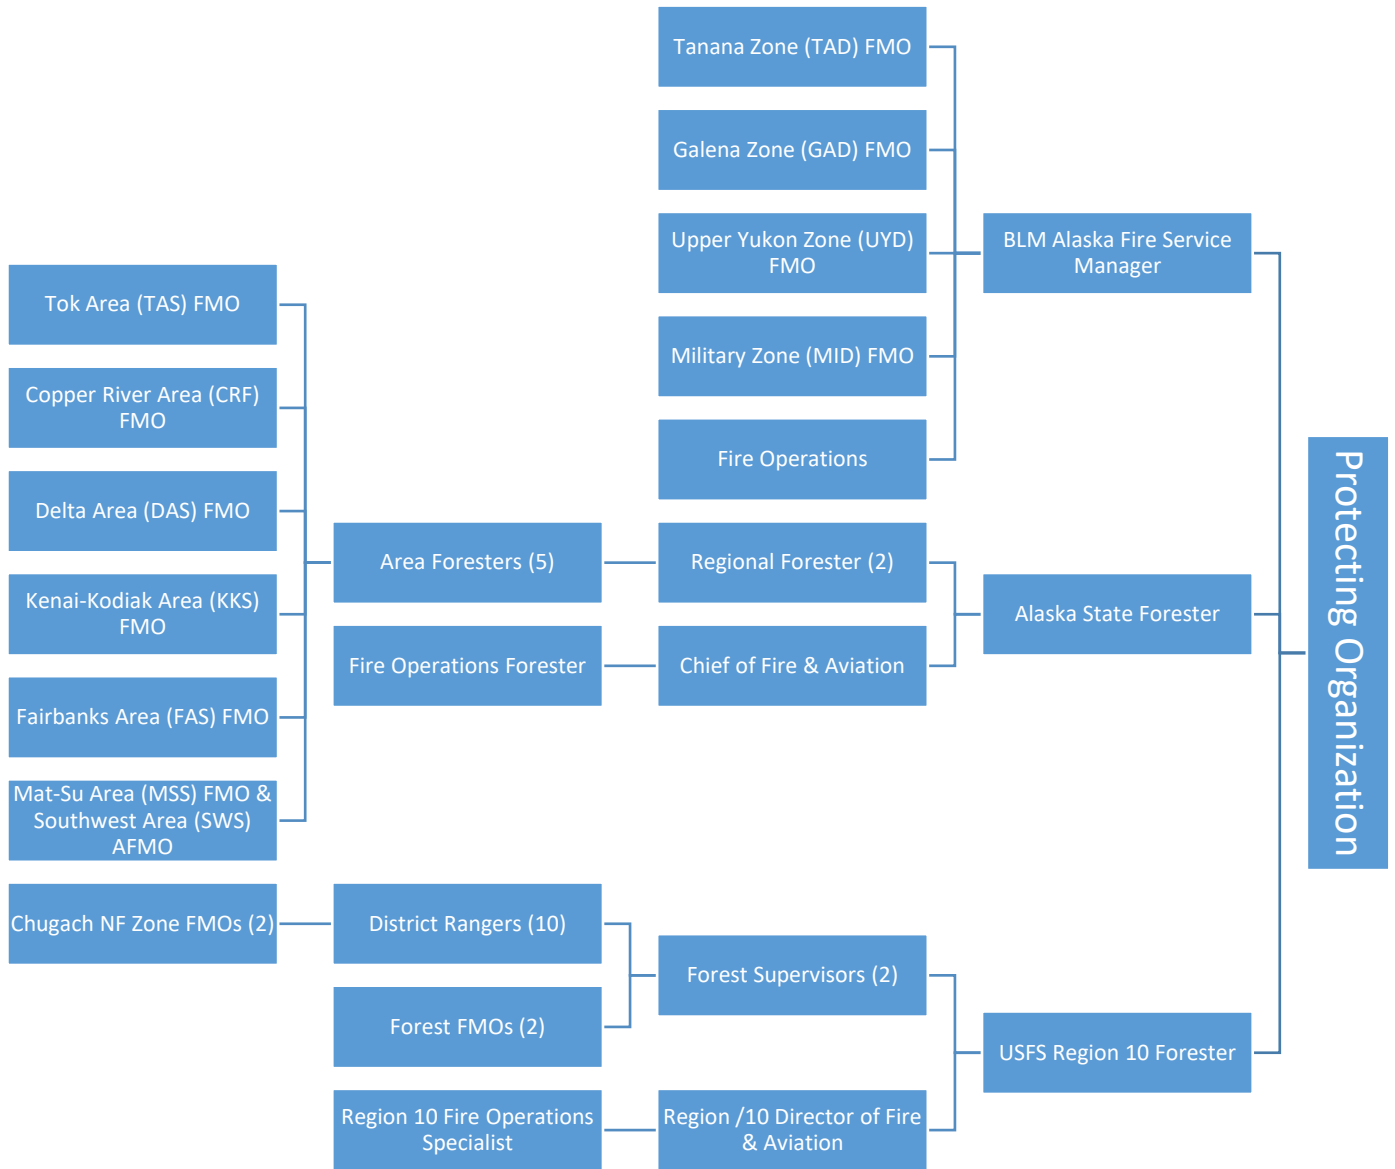 Tanana Zone (TAD) FMO
Galena Zone (GAD) FMO
Upper Yukon Zone (UYD)
FMO
BLM Alaska Fire Service
Manager
Tok Area (TAS) FMO
Military Zone (MID) FMO
Copper River Area (CRF)
FMO
Fire Operations
Protecting Organization
Delta Area (DAS) FMO
Area Foresters (5)
Regional Forester (2)
Kenai-Kodiak Area (KKS)
FMO
Alaska State Forester
Fire Operations Forester
Chief of Fire & Aviation
Fairbanks Area (FAS) FMO
Mat-Su Area (MSS) FMO &
Southwest Area (SWS)
AFMO
Chugach NF Zone FMOs (2)
District Rangers (10)
Forest Supervisors (2)
Forest FMOs (2)
USFS Region 10 Forester
Region 10 Fire Operations
Specialist
Region /10 Director of Fire
& Aviation